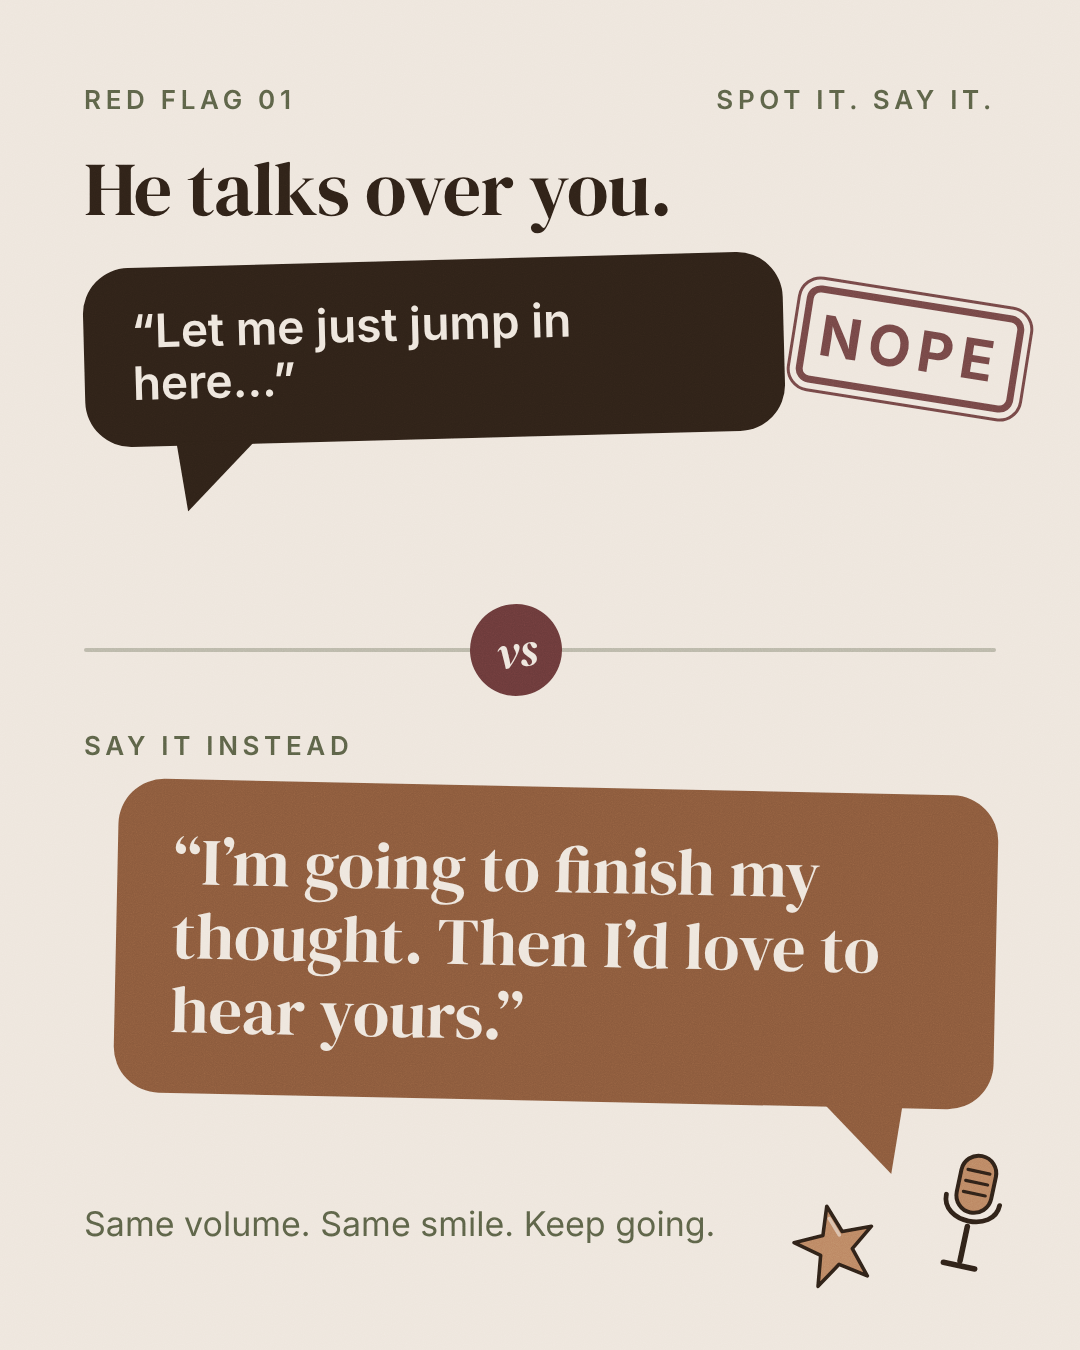 RED FLAG 01
SPOT IT. SAY IT.
He talks over you.
“Let me just jump in
here...”
NOPE
vs
SAY IT INSTEAD
“I’m going to finish my
thought. Then I’d love to
hear yours.”
Same volume. Same smile. Keep going.